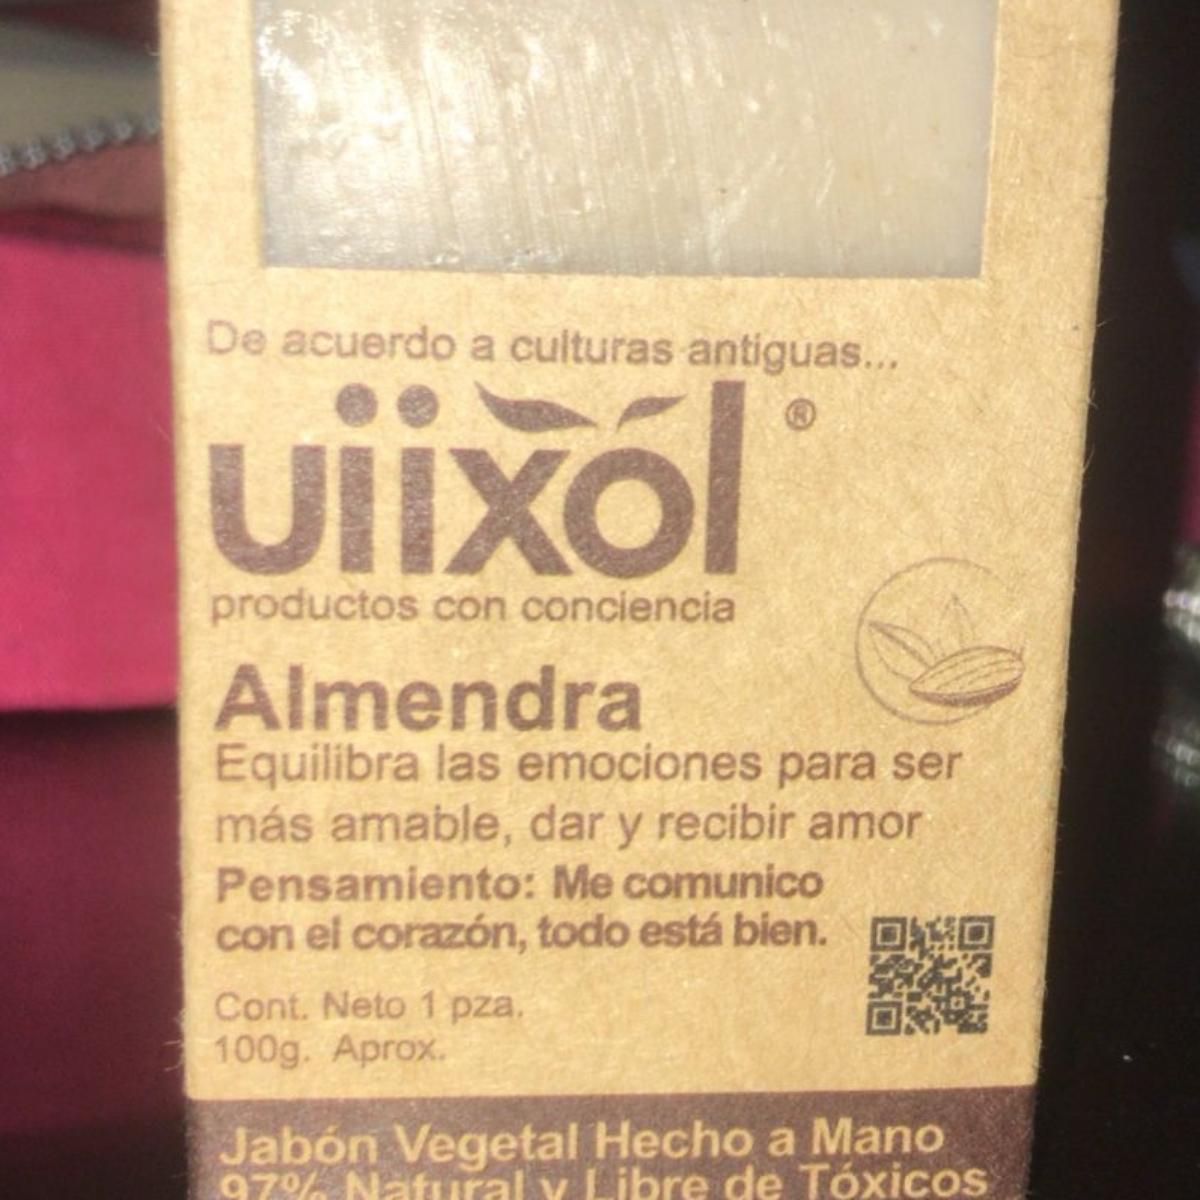 De acuerdo a culturas antiguas...
uiixól ®
productos con conciencia
Almendra
Equilibra las emociones para ser
más amable, dar y recibir amor
Pensamiento: Me comunico
con el corazón, todo está bien.
Cont. Neto 1 pza.
100g. Aprox.
Jabón Vegetal Hecho a Mano
97% Natural y Libre de Tóxicos